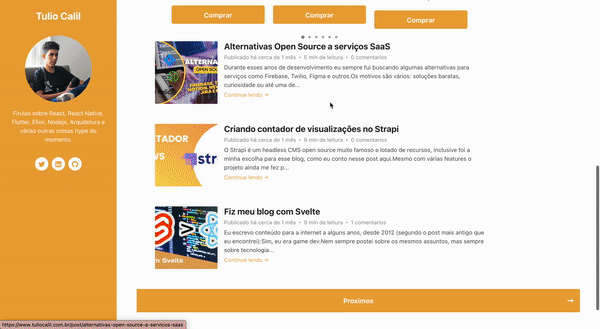 Tulio Calil
Firulas sobre React, React Native,
Flutter, Elixir, Nodejs, Arquitetura e
várias outras coisas hype do
momento.
Comprar
Comprar
Comprar
Alternativas Open Source a serviços SaaS
Publicado há cerca de 1 mês • 5 min de leitura • 0 comentarios
Durante esses anos de desenvolvimento eu sempre fui buscando algumas alternativas para
serviços como Firebase, Twilio, Figma e outros.Os motivos são vários: soluções baratas,
curiosidade ou até uma de...
Continue lendo →
Criando contador de visualizações no Strapi
Publicado há cerca de 1 mês • 9 min de leitura • 0 comentarios
O Strapi é um headless CMS open source muito famoso e lotado de recursos, inclusive foi a
minha escolha para esse blog, como eu conto nesse post aqui.Mesmo com várias features o
projeto ainda me fez p...
Continue lendo →
Fiz meu blog com Svelte
Publicado há cerca de 1 mês • 9 min de leitura • 1 comentarios
Eu escrevo conteúdo para a internet a alguns anos, desde 2012 (segundo o post mais antigo que
eu encontrei):Sim, eu era game dev.Nem sempre postei sobre os mesmos assuntos, mas sempre
sobre tecnologia...
Continue lendo →
Proximos →
https://www.tuliocalil.com.br/post/alternativas-open-source-a-servicos-saas